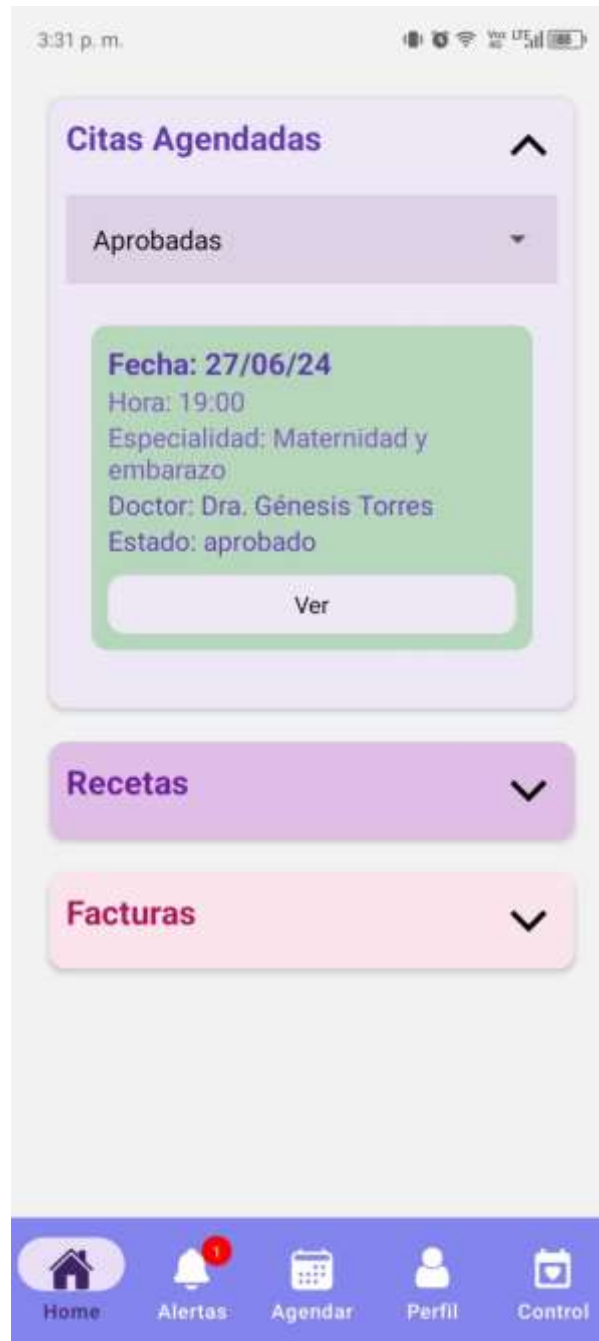 3:31 p. m.
Citas Agendadas
Aprobadas
Fecha: 27/06/24
Hora: 19:00
Especialidad: Maternidad y
embarazo
Doctor: Dra. Génesis Torres
Estado: aprobado
Ver
Recetas
Facturas
1
Home Alertas Agendar Perfil Control